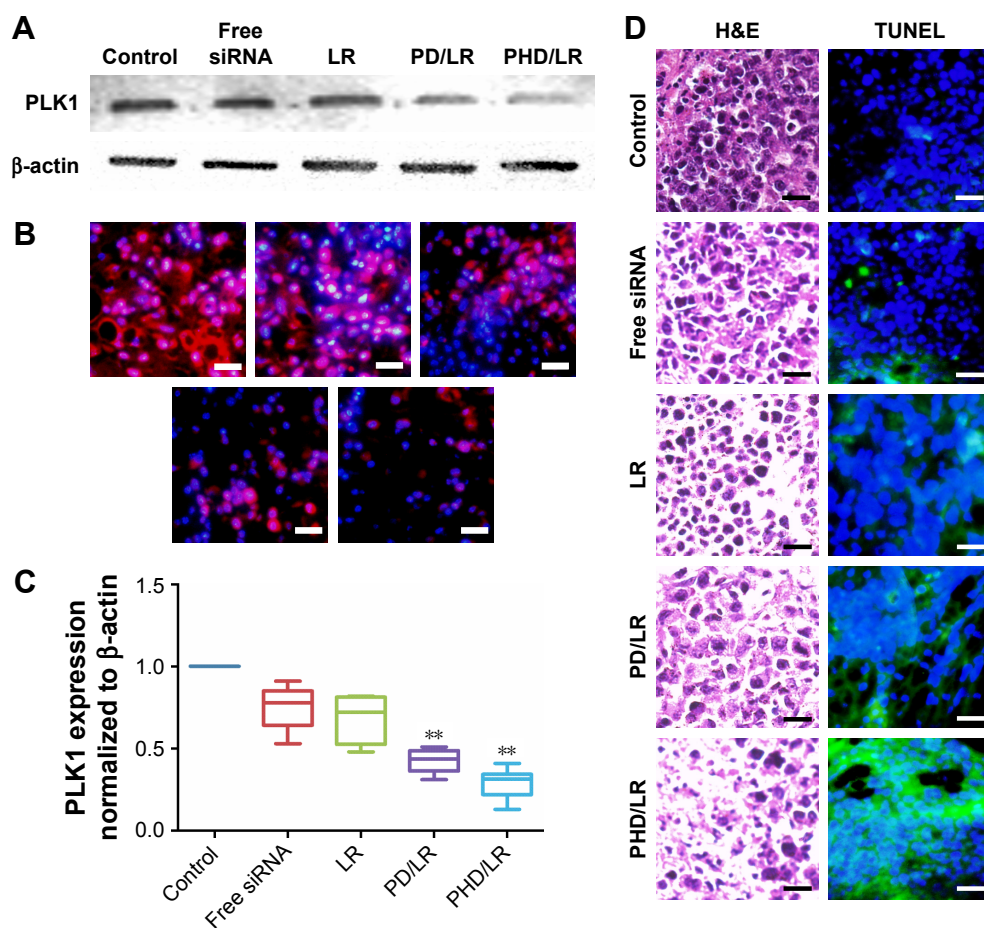 A
Control
Free
siRNA
LR
PD/LR
PHD/LR
PLK1
β-actin
B
C
PLK1 expression
normalized to β-actin
1.5
1.0
0.5
0.0
**
**
Control
Free siRNA
LR
PD/LR
PHD/LR
D
H&E
TUNEL
Control
Free siRNA
LR
PD/LR
PHD/LR